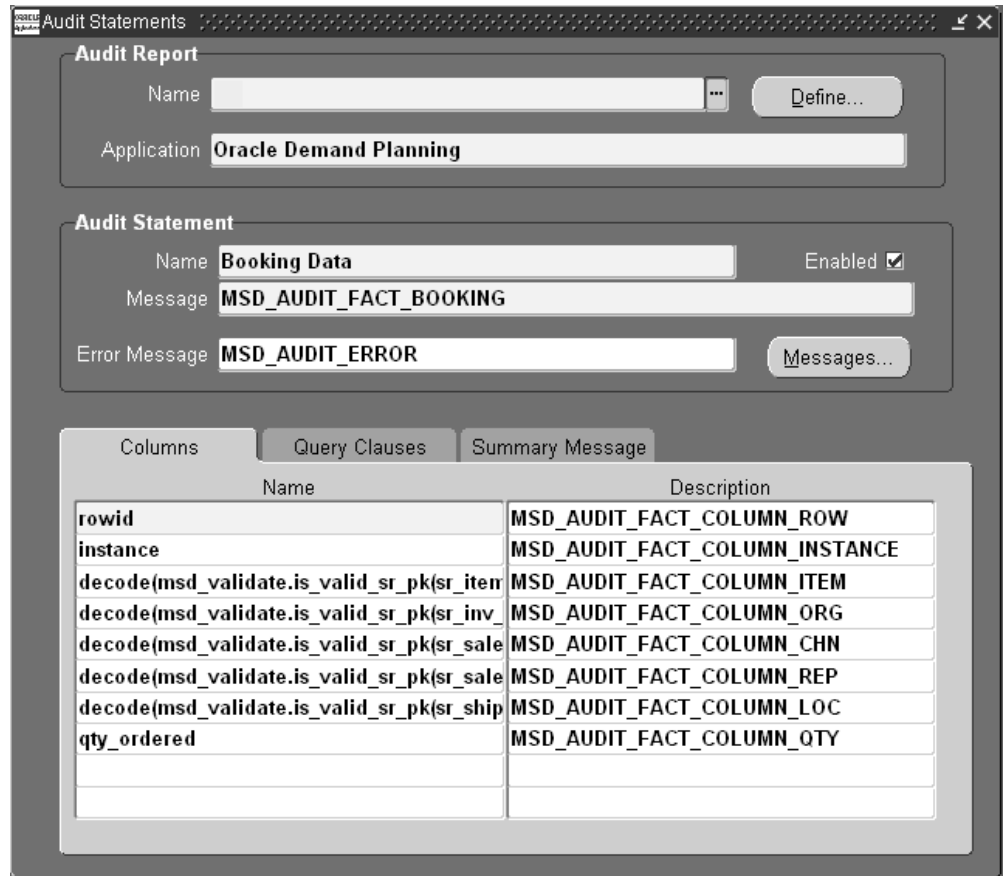 ORACLE
Applications
Audit Statements
Audit Report
Name
...
Define...
Application Oracle Demand Planning
Audit Statement
Name Booking Data Enabled
Message MSD_AUDIT_FACT_BOOKING
Error Message MSD_AUDIT_ERROR Messages...
Columns Query Clauses Summary Message
Name Description
rowid MSD_AUDIT_FACT_COLUMN_ROW
instance MSD_AUDIT_FACT_COLUMN_INSTANCE
decode(msd_validate.is_valid_sr_pk(sr_item MSD_AUDIT_FACT_COLUMN_ITEM
decode(msd_validate.is_valid_sr_pk(sr_inv_ MSD_AUDIT_FACT_COLUMN_ORG
decode(msd_validate.is_valid_sr_pk(sr_sale MSD_AUDIT_FACT_COLUMN_CHN
decode(msd_validate.is_valid_sr_pk(sr_sale MSD_AUDIT_FACT_COLUMN_REP
decode(msd_validate.is_valid_sr_pk(sr_ship MSD_AUDIT_FACT_COLUMN_LOC
qty_ordered MSD_AUDIT_FACT_COLUMN_QTY